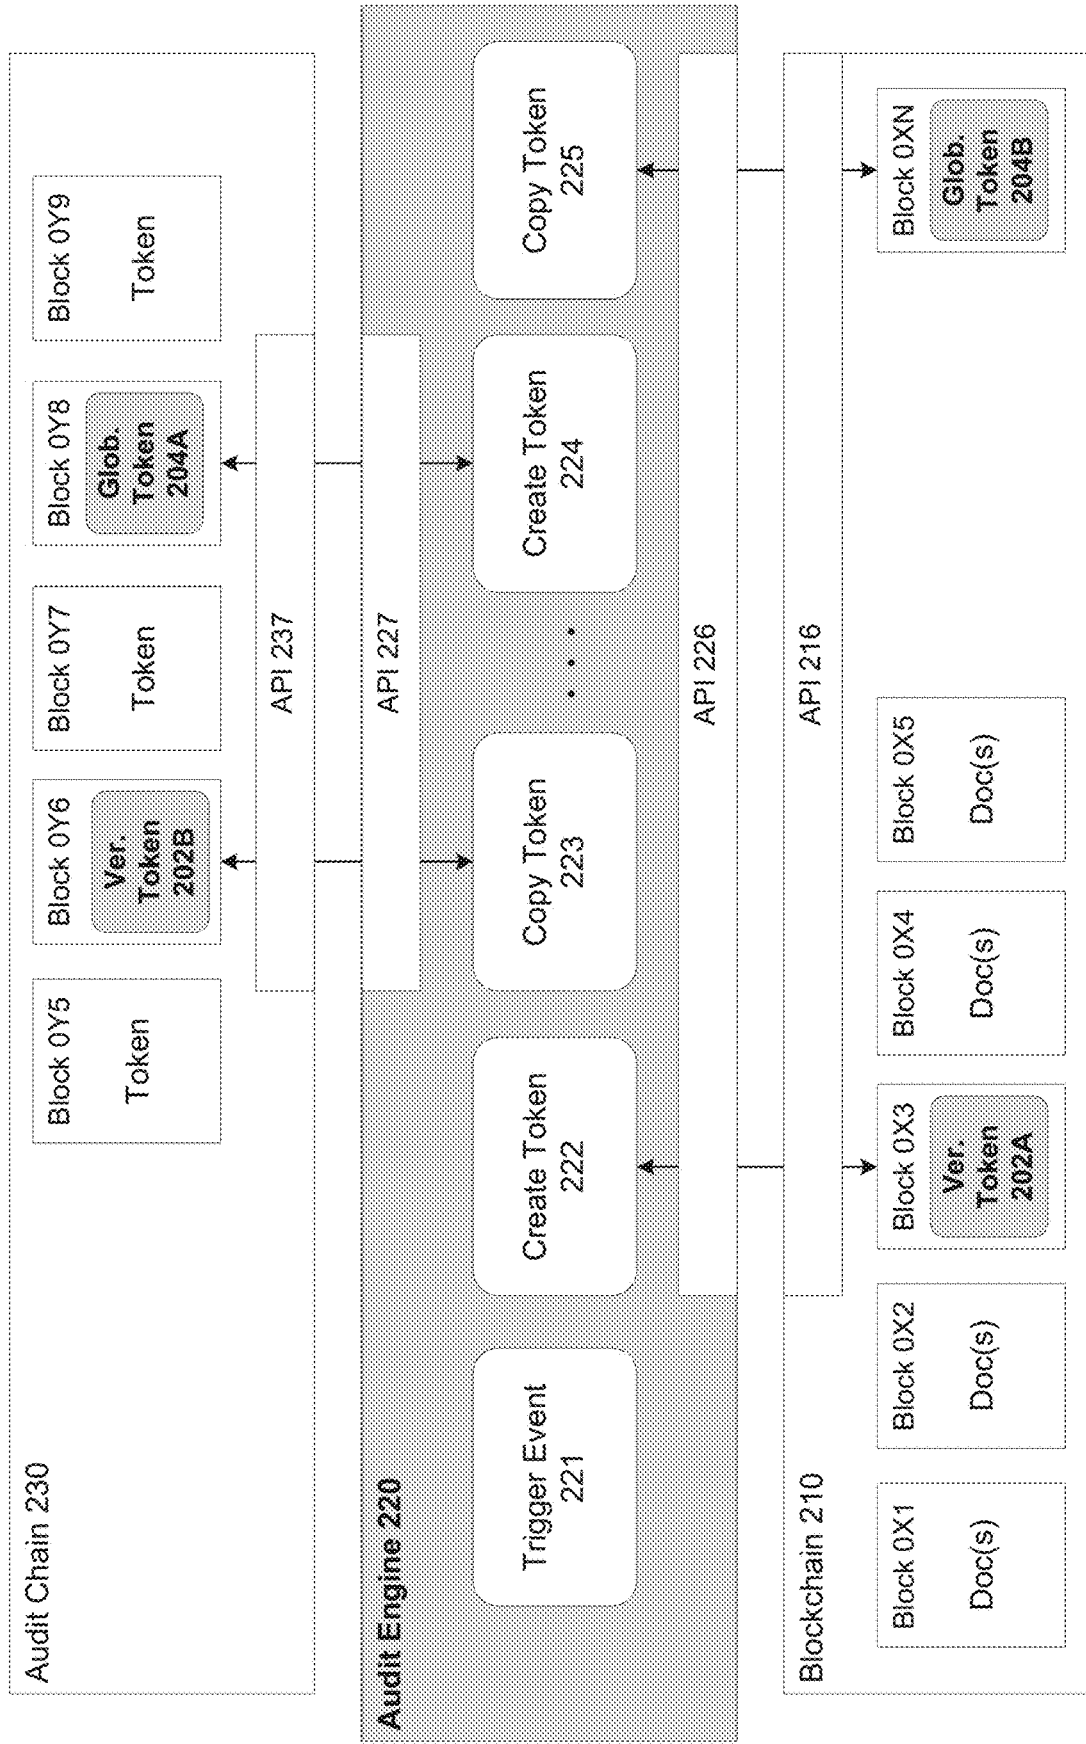 Audit Chain 230
Block 0Y5
Token
Block 0Y6
Ver.
Token
202B
Block 0Y7
Token
Block 0Y8
Glob.
Token
204A
Block 0Y9
Token
API 237
Audit Engine 220
API 227
Trigger Event
221
Create Token
222
Copy Token
223
. . .
Create Token
224
Copy Token
225
API 226
Blockchain 210
API 216
Block 0X1
Doc(s)
Block 0X2
Doc(s)
Block 0X3
Ver.
Token
202A
Block 0X4
Doc(s)
Block 0X5
Doc(s)
Block 0XN
Glob.
Token
204B